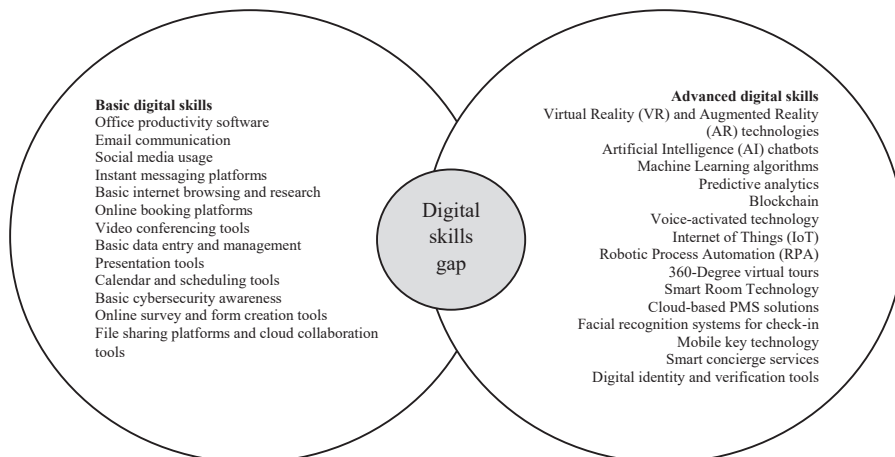 Basic digital skills
Office productivity software
Email communication
Social media usage
Instant messaging platforms
Basic internet browsing and research
Online booking platforms
Video conferencing tools
Basic data entry and management
Presentation tools
Calendar and scheduling tools
Basic cybersecurity awareness
Online survey and form creation tools
File sharing platforms and cloud collaboration
tools
Digital
skills
gap
Advanced digital skills
Virtual Reality (VR) and Augmented Reality
(AR) technologies
Artificial Intelligence (AI) chatbots
Machine Learning algorithms
Predictive analytics
Blockchain
Voice-activated technology
Internet of Things (IoT)
Robotic Process Automation (RPA)
360-Degree virtual tours
Smart Room Technology
Cloud-based PMS solutions
Facial recognition systems for check-in
Mobile key technology
Smart concierge services
Digital identity and verification tools